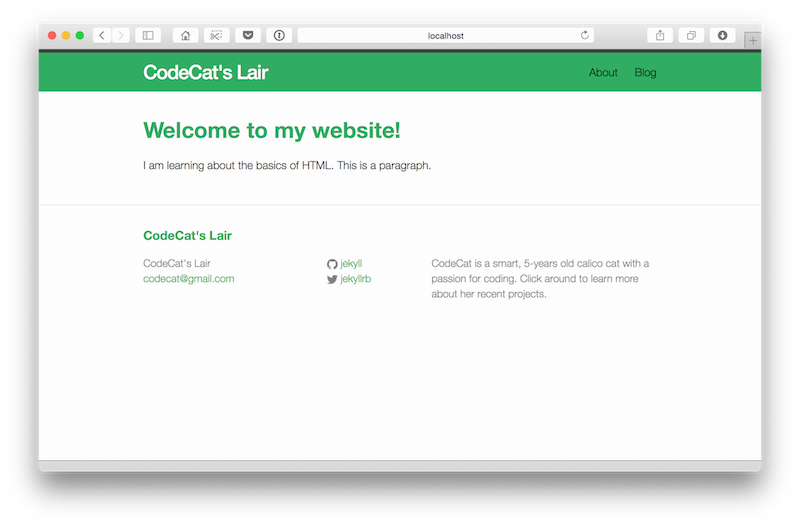 localhost
CodeCat's Lair
About Blog
Welcome to my website!
I am learning about the basics of HTML. This is a paragraph.
CodeCat's Lair
CodeCat's Lair
codecat@gmail.com
jekyll
jekyllrb
CodeCat is a smart, 5-years old calico cat with a
passion for coding. Click around to learn more
about her recent projects.